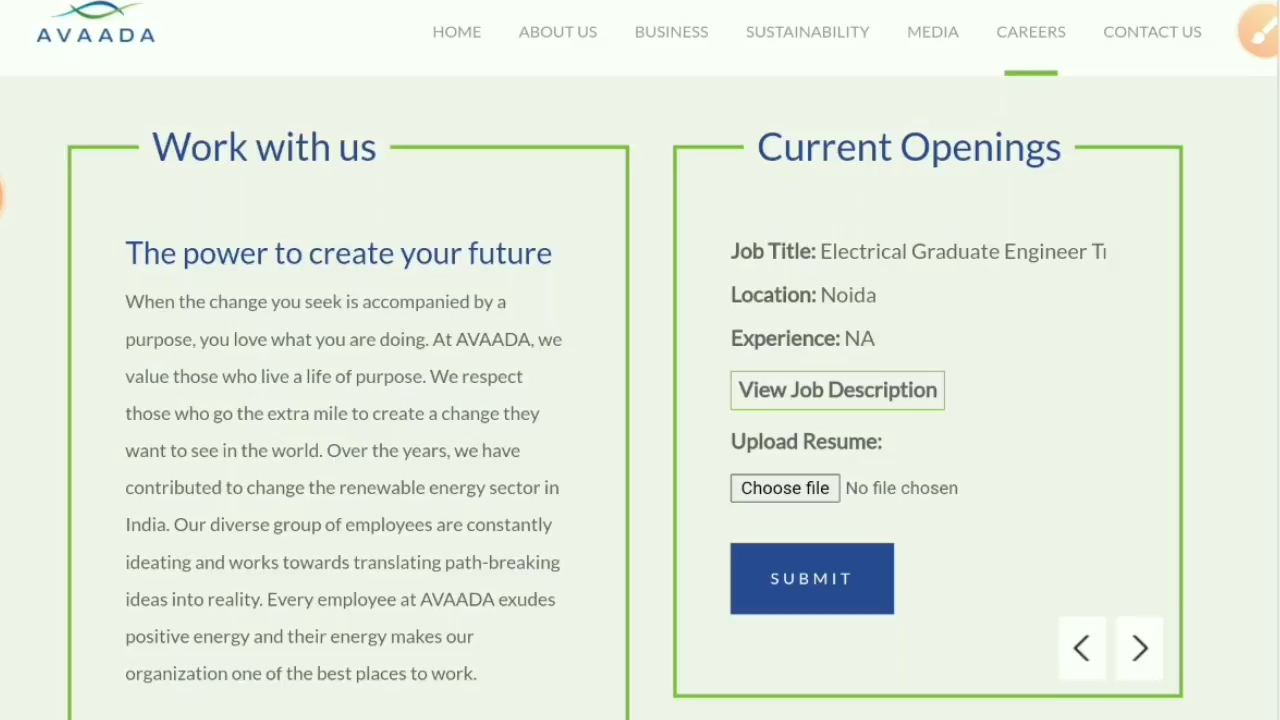 AVAADA
HOME ABOUT US BUSINESS SUSTAINABILITY MEDIA CAREERS CONTACT US
Work with us
The power to create your future
When the change you seek is accompanied by a
purpose, you love what you are doing. At AVAADA, we
value those who live a life of purpose. We respect
those who go the extra mile to create a change they
want to see in the world. Over the years, we have
contributed to change the renewable energy sector in
India. Our diverse group of employees are constantly
ideating and works towards translating path-breaking
ideas into reality. Every employee at AVAADA exudes
positive energy and their energy makes our
organization one of the best places to work.
Current Openings
Job Title: Electrical Graduate Engineer
Location: Noida
Experience: NA
View Job Description
Upload Resume:
Choose file No file chosen
SUBMIT